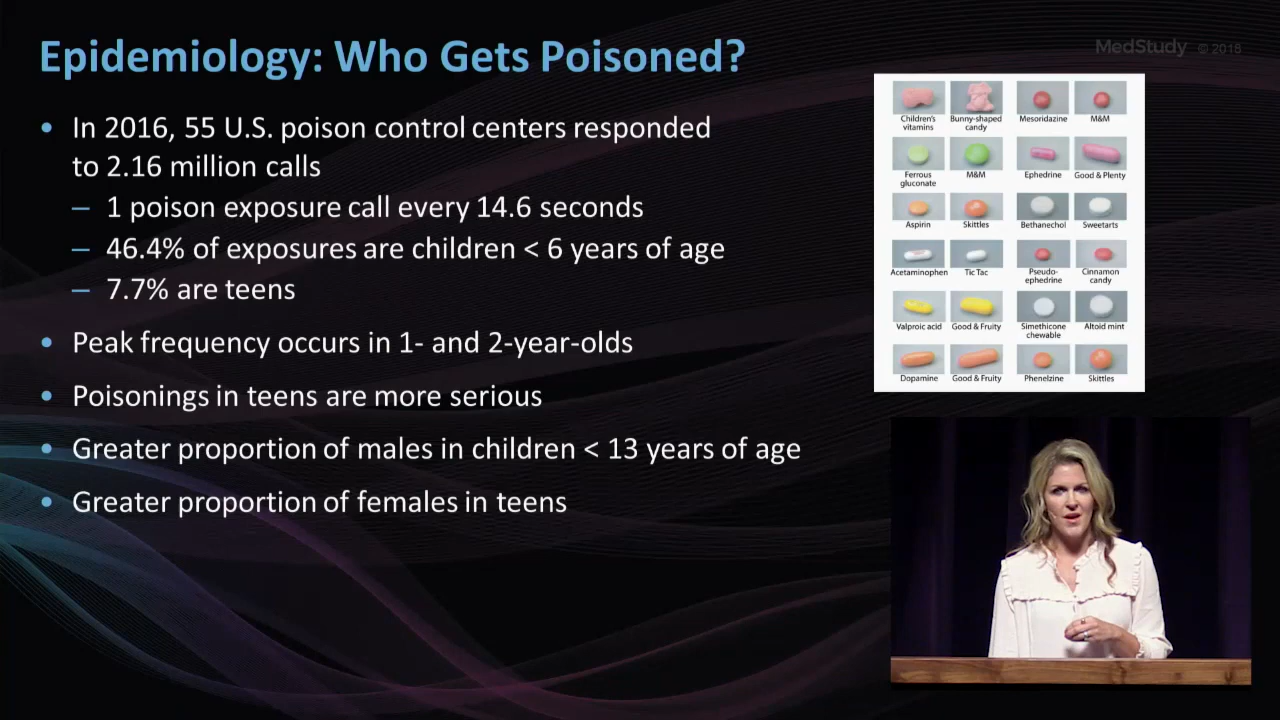 Epidemiology: Who Gets Poisoned?
MedStudy © 2018
• In 2016, 55 U.S. poison control centers responded
to 2.16 million calls
– 1 poison exposure call every 14.6 seconds
– 46.4% of exposures are children < 6 years of age
– 7.7% are teens
• Peak frequency occurs in 1- and 2-year-olds
• Poisonings in teens are more serious
• Greater proportion of males in children < 13 years of age
• Greater proportion of females in teens
Children's
vitamins
Bunny-shaped
candy
Mesoridazine
M&M
Ferrous
gluconate
M&M
Ephedrine
Good & Plenty
Aspirin
Skittles
Bethanechol
Sweetarts
Acetaminophen
Tic Tac
Pseudo-
ephedrine
Cinnamon
candy
Valproic acid
Good & Fruity
Simethicone
chewable
Altoid mint
Dopamine
Good & Fruity
Phenelzine
Skittles